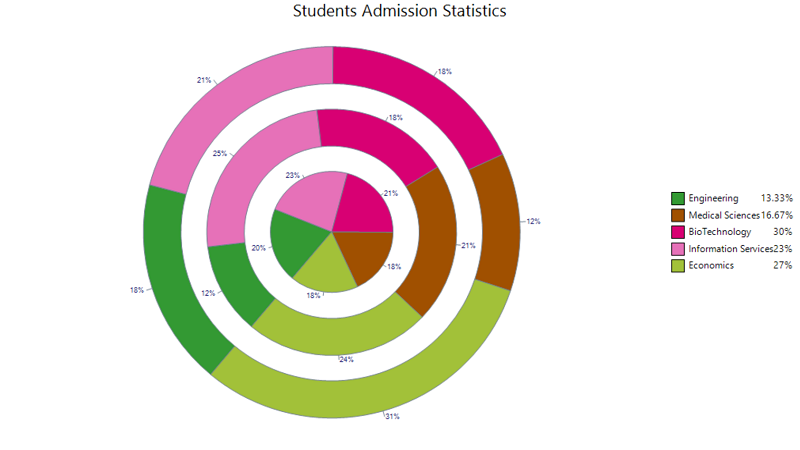 Students Admission Statistics
21%
18%
18%
25%
23%
21%
12%
21%
20%
18%
18%
12%
18%
24%
31%
Engineering 13.33%
Medical Sciences 16.67%
BioTechnology 30%
Information Services 23%
Economics 27%